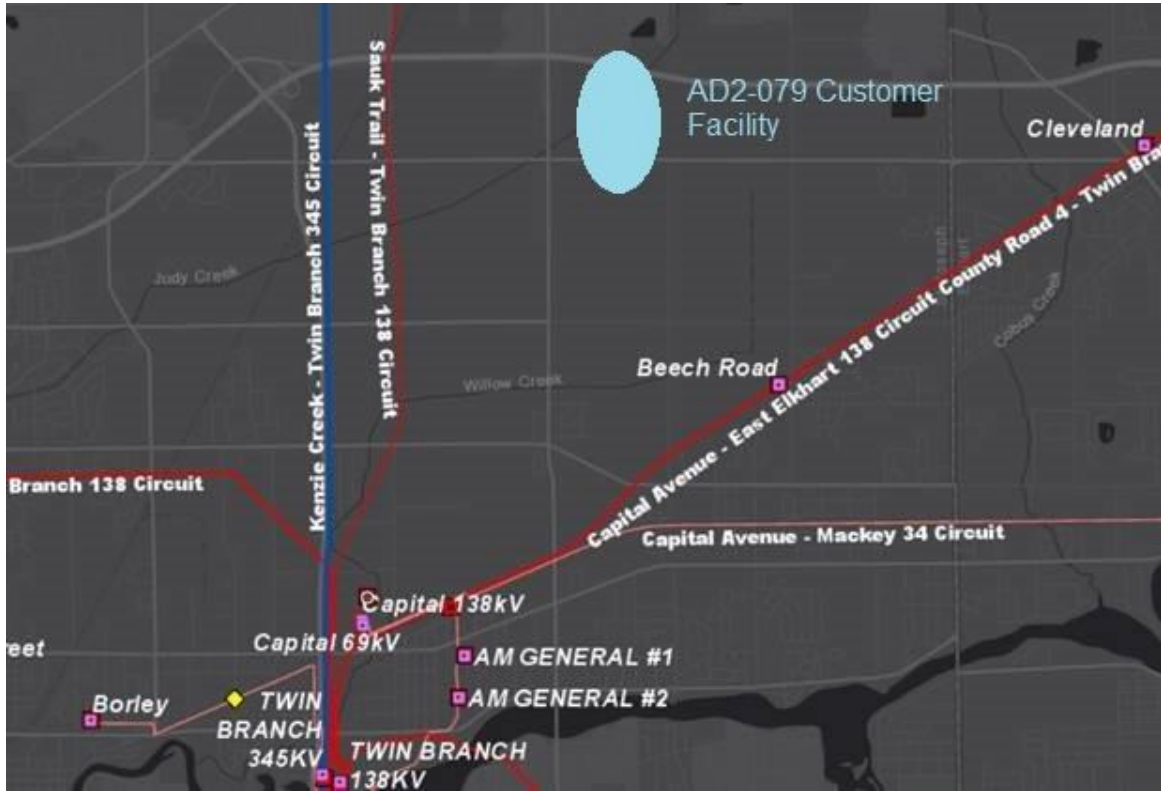 AD2-079 Customer
Facility
Cleveland
Sauk Trail - Twin Branch 138 Circuit
Kenzie Creek - Twin Branch 345 Circuit
Judy Creek
Willow Creek
Beech Road
Capital Avenue - East Elkhart 138 Circuit County Road 4 - Twin Bra
Cobus Creek
Branch 138 Circuit
Capital Avenue - Mackey 34 Circuit
Capital 138kV
Capital 69kV
reet
AM GENERAL #1
AM GENERAL #2
Borley
TWIN
BRANCH
345KV
TWIN BRANCH
138KV